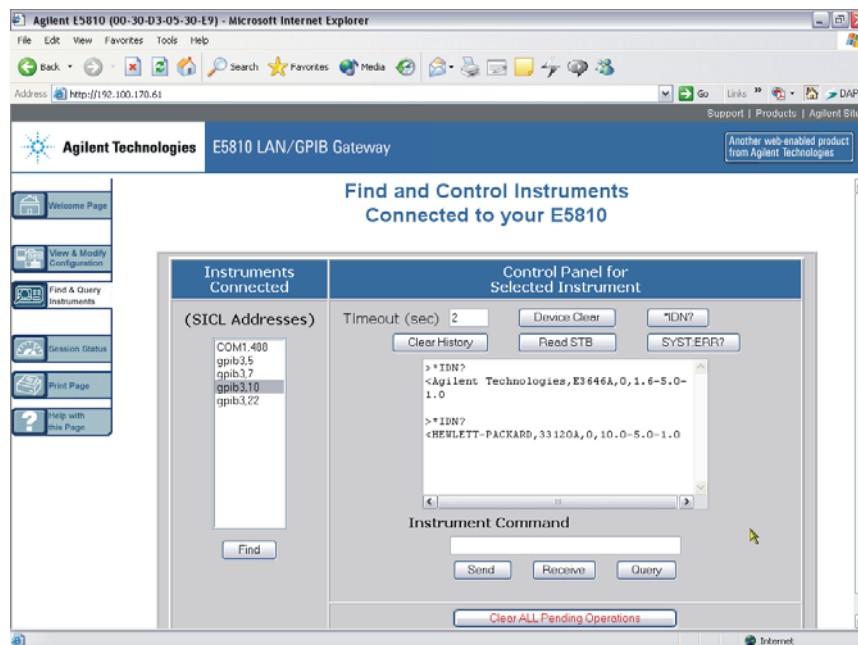 Agilent E5810 (00-30-D3-05-30-E9) - Microsoft Internet Explorer
File Edit View Favorites Tools Help
Back Search Favorites Media
Address http://192.100.170.61 Go Links » DAP
Support | Products | Agilent Site
Agilent Technologies E5810 LAN/GPIB Gateway
Another web-enabled product
from Agilent Technologies
Welcome Page
View & Modify
Configuration
Find & Query
Instruments
Session Status
Print Page
Help with
this Page
Find and Control Instruments
Connected to your E5810
Instruments
Connected
(SICL Addresses)
COM1,488
gpib3,5
gpib3,7
gpib3,10
gpib3,22
Find
Control Panel for
Selected Instrument
Timeout (sec) 2 Device Clear *IDN?
Clear History Read STB SYST:ERR?
>*IDN?
<Agilent Technologies,E3646A,0,1.6-5.0-
1.0
>*IDN?
<HEWLETT-PACKARD,33120A,0,10.0-5.0-1.0
Instrument Command
Send Receive Query
Clear ALL Pending Operations
Internet